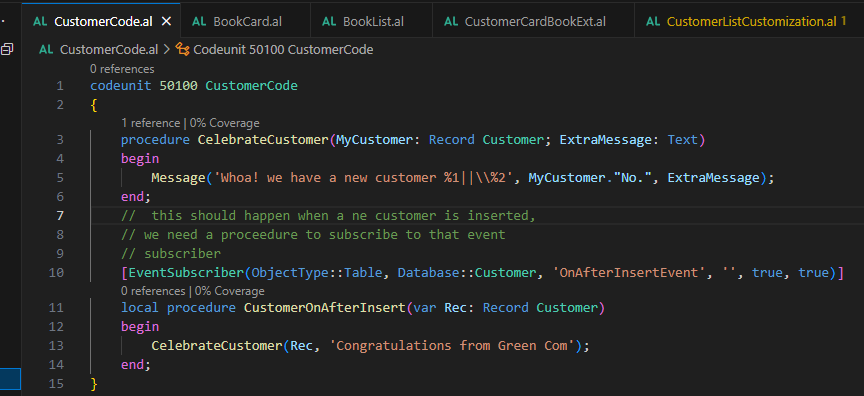 AL CustomerCode.al AL BookCard.al AL BookList.al AL CustomerCardBookExt.al AL CustomerListCustomization.al 1
AL CustomerCode.al > Codeunit 50100 CustomerCode
0 references
1 codeunit 50100 CustomerCode
2 {
1 reference | 0% Coverage
3 procedure CelebrateCustomer(MyCustomer: Record Customer; ExtraMessage: Text)
4 begin
5 Message('Whoa! we have a new customer %1||\\%2', MyCustomer."No.", ExtraMessage);
6 end;
7 //  this should happen when a ne customer is inserted,
8 // we need a proceedure to subscribe to that event
9 // subscriber
10 [EventSubscriber(ObjectType::Table, Database::Customer, 'OnAfterInsertEvent', '', true, true)]
0 references | 0% Coverage
11 local procedure CustomerOnAfterInsert(var Rec: Record Customer)
12 begin
13 CelebrateCustomer(Rec, 'Congratulations from Green Com');
14 end;
15 }